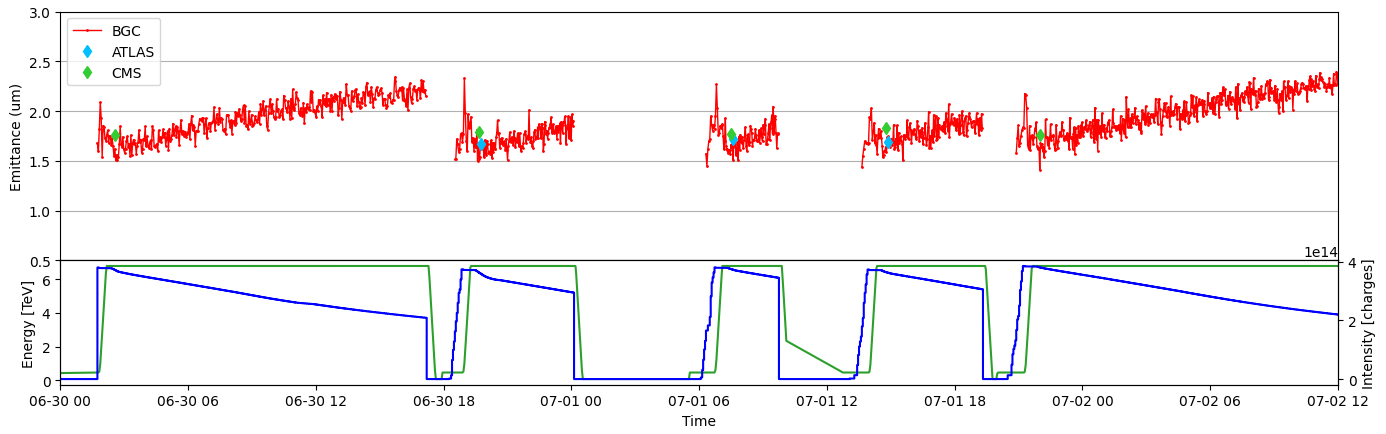 3.0
2.5
2.0
1.5
1.0
0.5
Emittance (um)
BGC
ATLAS
CMS
1e14
6
4
2
0
Energy [TeV]
4
2
0
Intensity [charges]
06-30 00 06-30 06 06-30 12 06-30 18 07-01 00 07-01 06 07-01 12 07-01 18 07-02 00 07-02 06 07-02 12
Time